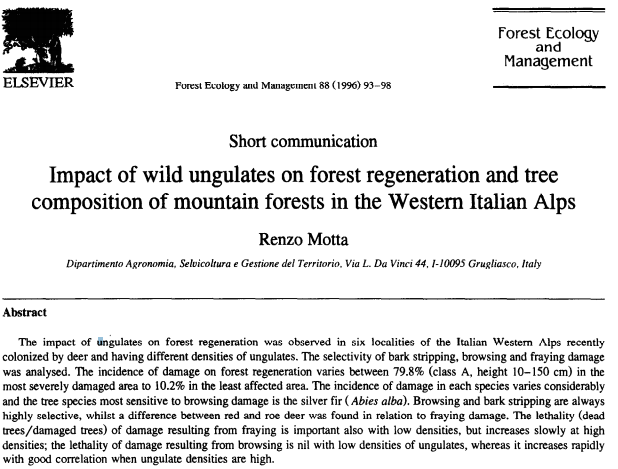 ELSEVIER
Forest Ecology
and
Management
Forest Ecology and Management 88 (1996) 93–98
Short communication
Impact of wild ungulates on forest regeneration and tree
composition of mountain forests in the Western Italian Alps
Renzo Motta
Dipartimento Agronomia, Selvicoltura e Gestione del Territorio, Via L. Da Vinci 44, I-10095 Grugliasco, Italy
Abstract
The impact of ungulates on forest regeneration was observed in six localities of the Italian Western Alps recently
colonized by deer and having different densities of ungulates. The selectivity of bark stripping, browsing and fraying damage
was analysed. The incidence of damage on forest regeneration varies between 79.8% (class A, height 10–150 cm) in the
most severely damaged area to 10.2% in the least affected area. The incidence of damage in each species varies considerably
and the tree species most sensitive to browsing damage is the silver fir (Abies alba). Browsing and bark stripping are always
highly selective, whilst a difference between red and roe deer was found in relation to fraying damage. The lethality (dead
trees/damaged trees) of damage resulting from fraying is important also with low densities, but increases slowly at high
densities; the lethality of damage resulting from browsing is nil with low densities of ungulates, whereas it increases rapidly
with good correlation when ungulate densities are high.